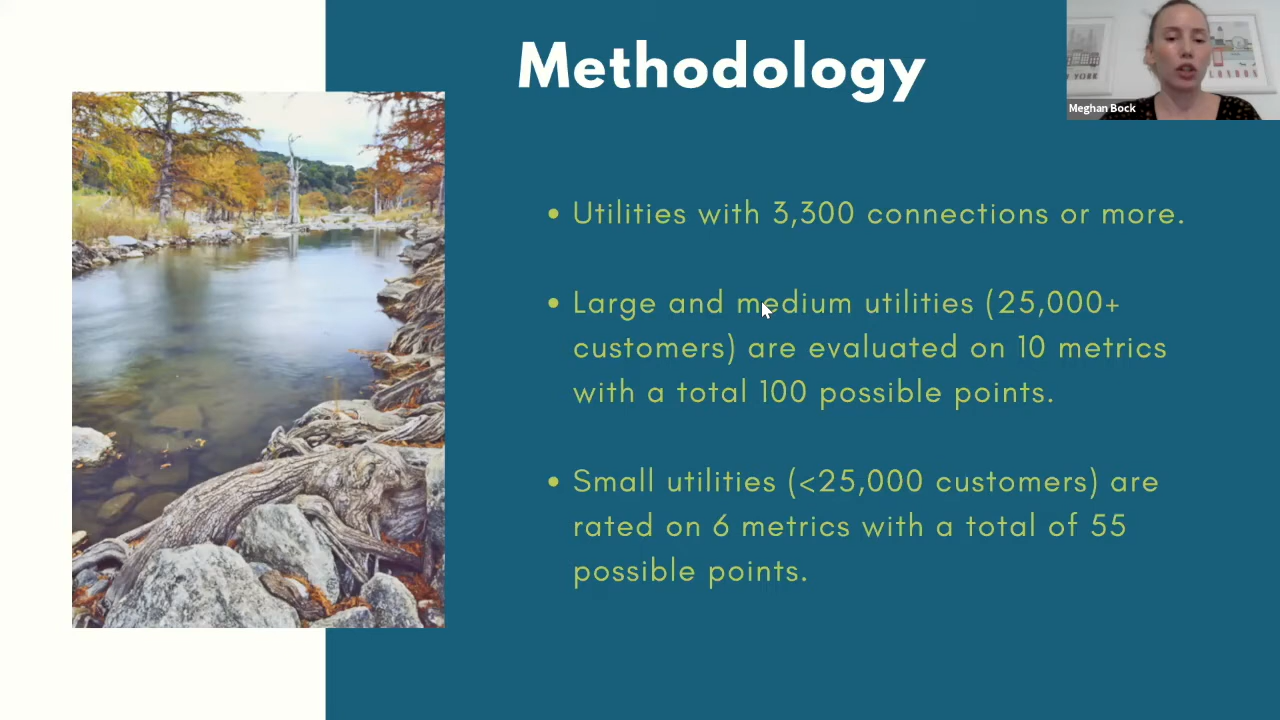 Methodology
Meghan Bock
YORK
LONDON
• Utilities with 3,300 connections or more.
• Large and medium utilities (25,000+
customers) are evaluated on 10 metrics
with a total 100 possible points.
• Small utilities (<25,000 customers) are
rated on 6 metrics with a total of 55
possible points.